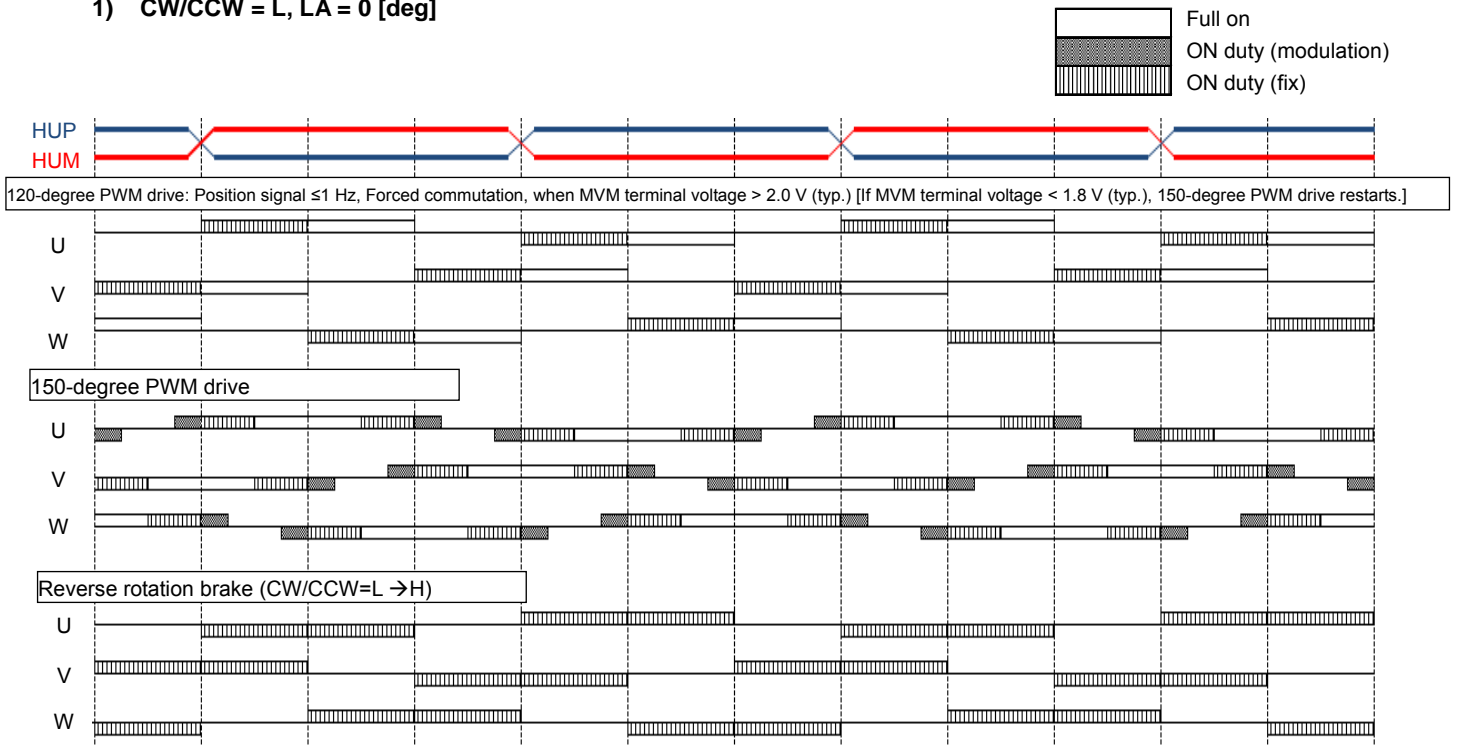 1) CW/CCW = L, LA = 0 [deg]
Full on
ON duty (modulation)
ON duty (fix)
HUP
HUM
120-degree PWM drive: Position signal ≤1 Hz, Forced commutation, when MVM terminal voltage > 2.0 V (typ.) [If MVM terminal voltage < 1.8 V (typ.), 150-degree PWM drive restarts.]
U
V
W
150-degree PWM drive
U
V
W
Reverse rotation brake (CW/CCW=L →H)
U
V
W